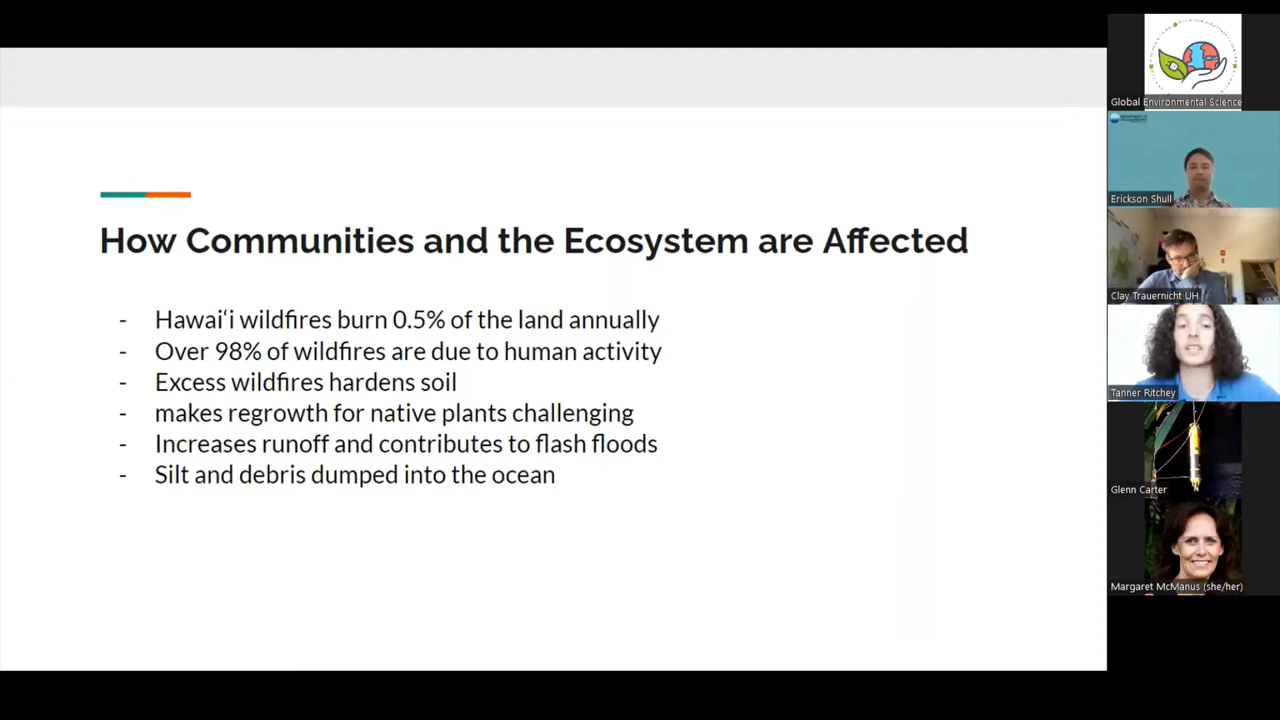 How Communities and the Ecosystem are Affected
- Hawai‘i wildfires burn 0.5% of the land annually
- Over 98% of wildfires are due to human activity
- Excess wildfires hardens soil
- makes regrowth for native plants challenging
- Increases runoff and contributes to flash floods
- Silt and debris dumped into the ocean
Global Environmental Science
Erickson Shull
Clay Trauernicht UH
Tanner Ritchey
Glenn Carter
Margaret McManus (she/her)